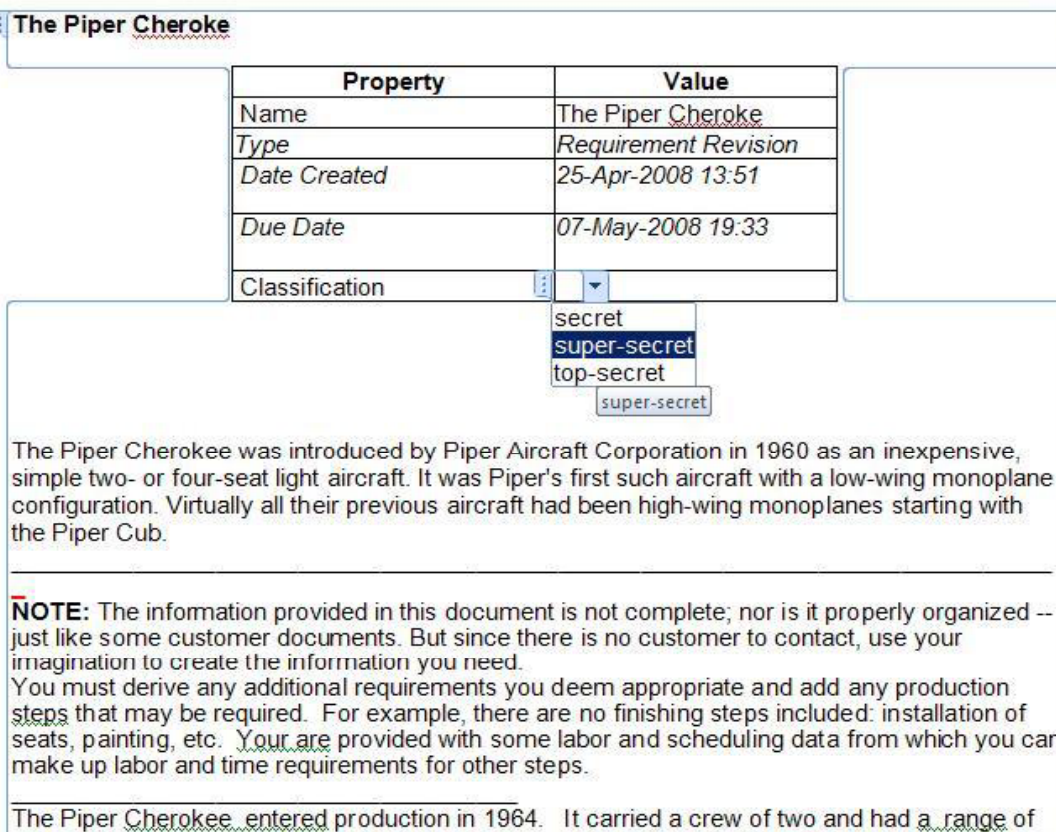 The Piper Cheroke
Property Value
Name The Piper Cheroke
Type Requirement Revision
Date Created 25-Apr-2008 13:51
Due Date 07-May-2008 19:33
Classification
secret
super-secret
top-secret
super-secret
The Piper Cherokee was introduced by Piper Aircraft Corporation in 1960 as an inexpensive,
simple two- or four-seat light aircraft. It was Piper's first such aircraft with a low-wing monoplane
configuration. Virtually all their previous aircraft had been high-wing monoplanes starting with
the Piper Cub.
NOTE: The information provided in this document is not complete; nor is it properly organized --
just like some customer documents. But since there is no customer to contact, use your
imagination to create the information you need.
You must derive any additional requirements you deem appropriate and add any production
steps that may be required. For example, there are no finishing steps included: installation of
seats, painting, etc. Your are provided with some labor and scheduling data from which you can
make up labor and time requirements for other steps.
The Piper Cherokee entered production in 1964. It carried a crew of two and had a range of